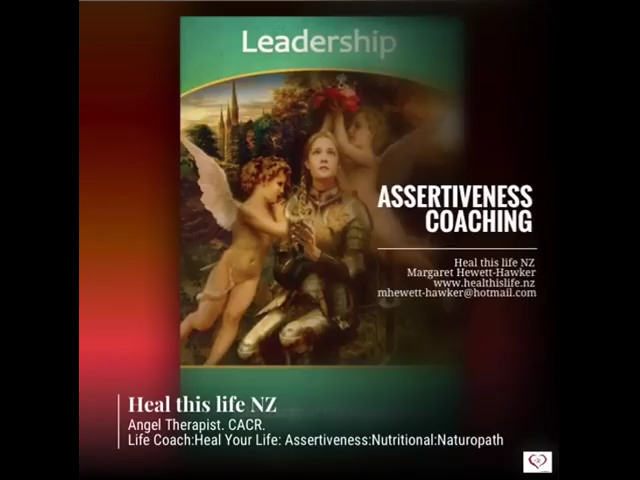 Leadership
ASSERTIVENESS
COACHING
Heal this life NZ
Margaret Hewett-Hawker
www.healthislife.nz
mhewett-hawker@hotmail.com
Heal this life NZ
Angel Therapist. CACR.
Life Coach:Heal Your Life: Assertiveness:Nutritional:Naturopath